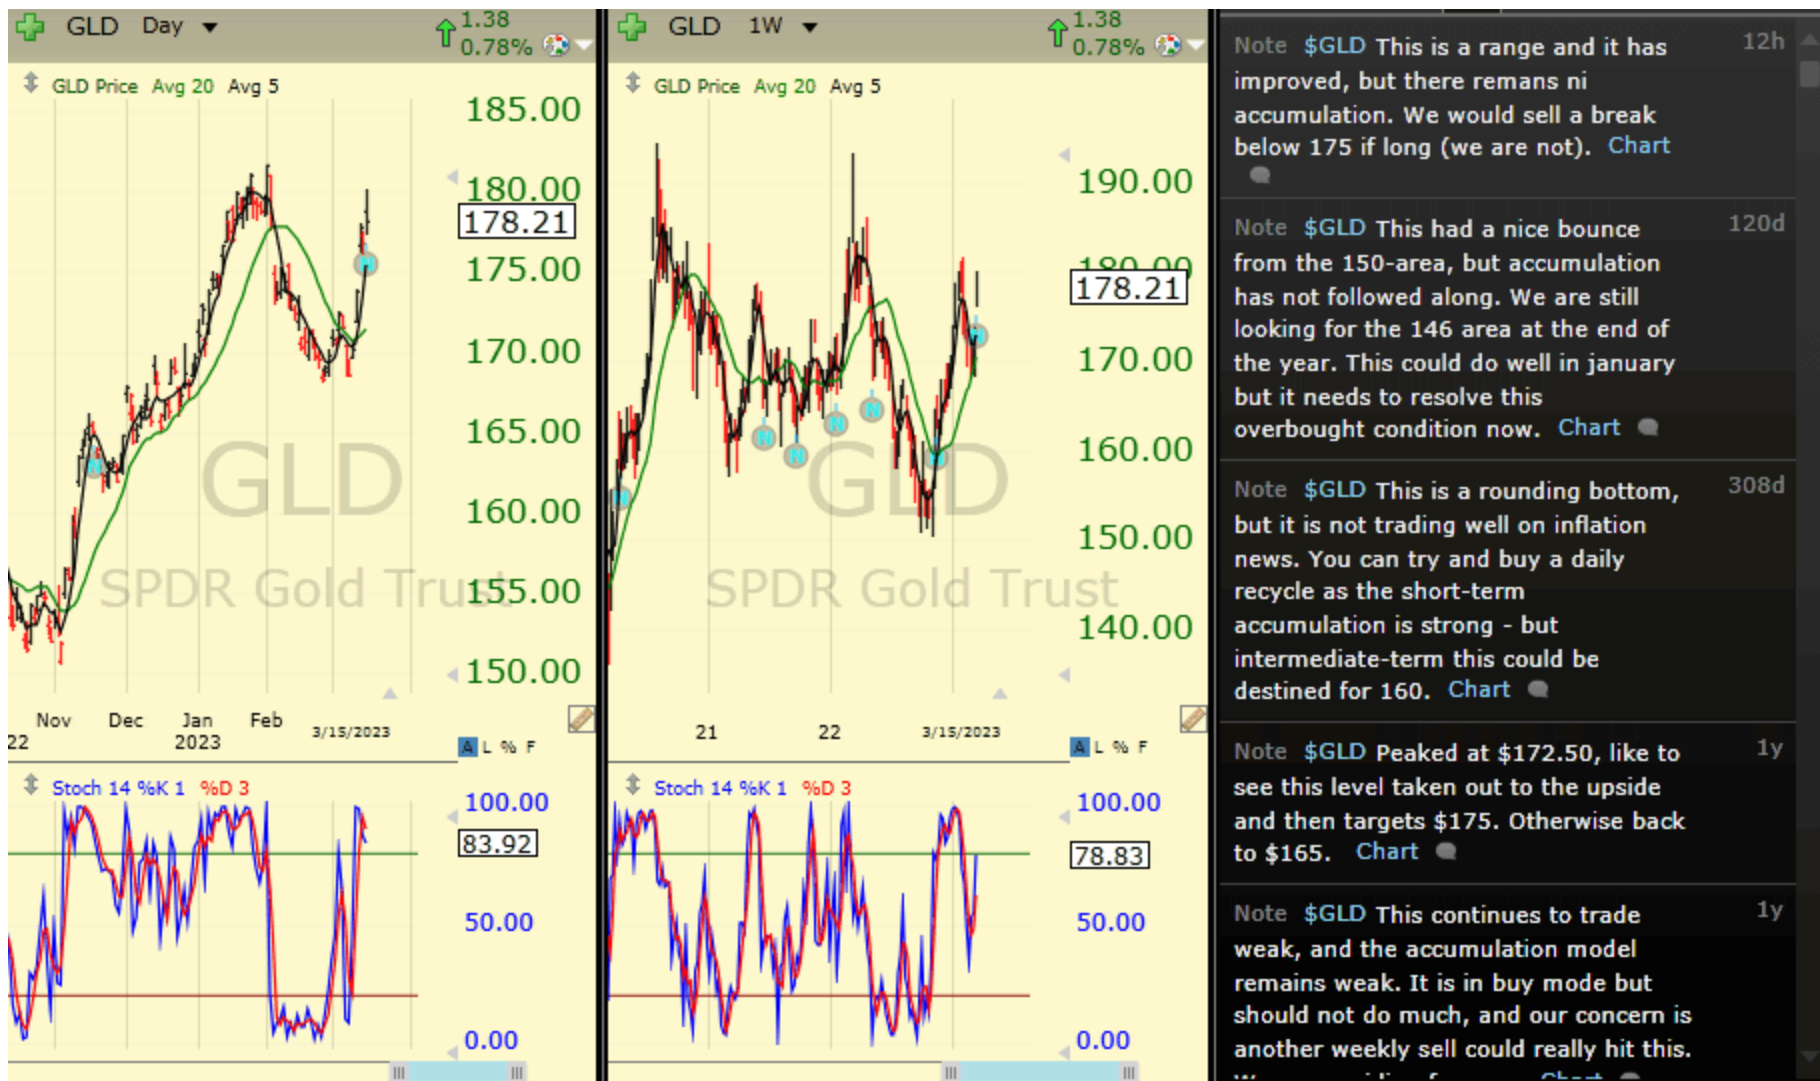 GLD Day
1.38
0.78%
GLD Price Avg 20 Avg 5
185.00
180.00
178.21
175.00
170.00
165.00
160.00
155.00
150.00
N
N
GLD
SPDR Gold Trust
Nov Dec Jan Feb
22 2023 3/15/2023
A L % F
Stoch 14 %K 1 %D 3
100.00
83.92
50.00
0.00
GLD 1W
1.38
0.78%
GLD Price Avg 20 Avg 5
190.00
180.00
178.21
170.00
160.00
150.00
140.00
N
N
N
N
N
N
N
GLD
SPDR Gold Trust
21 22 3/15/2023
A L % F
Stoch 14 %K 1 %D 3
100.00
78.83
50.00
0.00
Note $GLD This is a range and it has 12h
improved, but there remans ni
accumulation. We would sell a break
below 175 if long (we are not). Chart
Note $GLD This had a nice bounce 120d
from the 150-area, but accumulation
has not followed along. We are still
looking for the 146 area at the end of
the year. This could do well in january
but it needs to resolve this
overbought condition now. Chart
Note $GLD This is a rounding bottom, 308d
but it is not trading well on inflation
news. You can try and buy a daily
recycle as the short-term
accumulation is strong - but
intermediate-term this could be
destined for 160. Chart
Note $GLD Peaked at $172.50, like to 1y
see this level taken out to the upside
and then targets $175. Otherwise back
to $165. Chart
Note $GLD This continues to trade 1y
weak, and the accumulation model
remains weak. It is in buy mode but
should not do much, and our concern is
another weekly sell could really hit this.
Chart